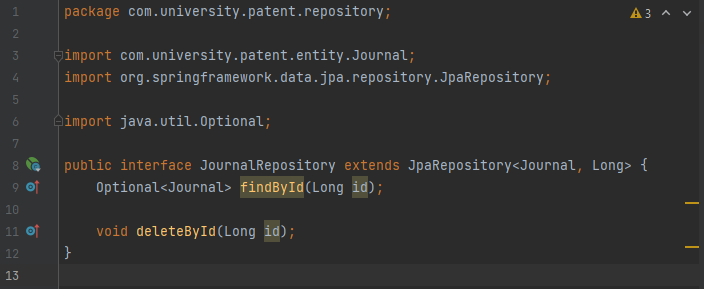 1 package com.university.patent.repository; 3
2
3 import com.university.patent.entity.Journal;
4 import org.springframework.data.jpa.repository.JpaRepository;
5
6 import java.util.Optional;
7
8 public interface JournalRepository extends JpaRepository<Journal, Long> {
9     Optional<Journal> findById(Long id);
10
11     void deleteById(Long id);
12 }
13